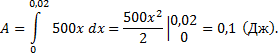 A = ∫₀^{0,02} 500x dx = 500x²/2 |₀^{0,02} = 0,1 (Дж).